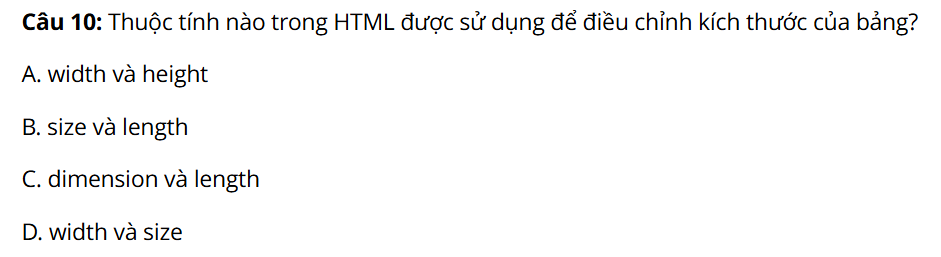 Câu 10: Thuộc tính nào trong HTML được sử dụng để điều chỉnh kích thước của bảng?
A. width và height
B. size và length
C. dimension và length
D. width và size